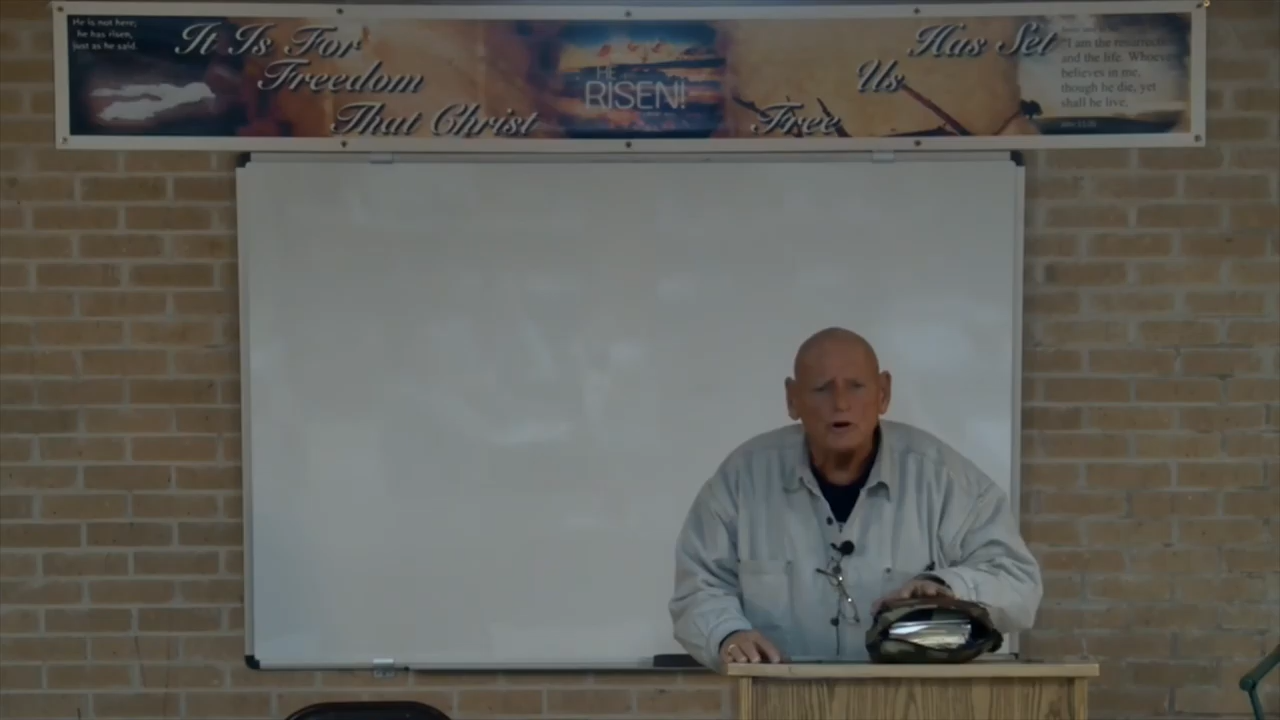 He is not here;
he has risen,
just as he said.
It Is For
Freedom
That Christ
HE
RISEN!
Has Set
Us
Free
"I am the resurrection
and the life. Whoever
believes in me,
though he die, yet
shall he live.